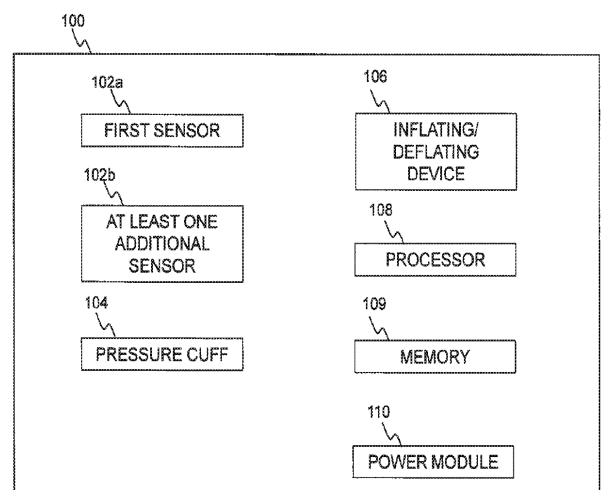 100
102a
FIRST SENSOR
102b
AT LEAST ONE
ADDITIONAL
SENSOR
104
PRESSURE CUFF
106
INFLATING/
DEFLATING
DEVICE
108
PROCESSOR
109
MEMORY
110
POWER MODULE